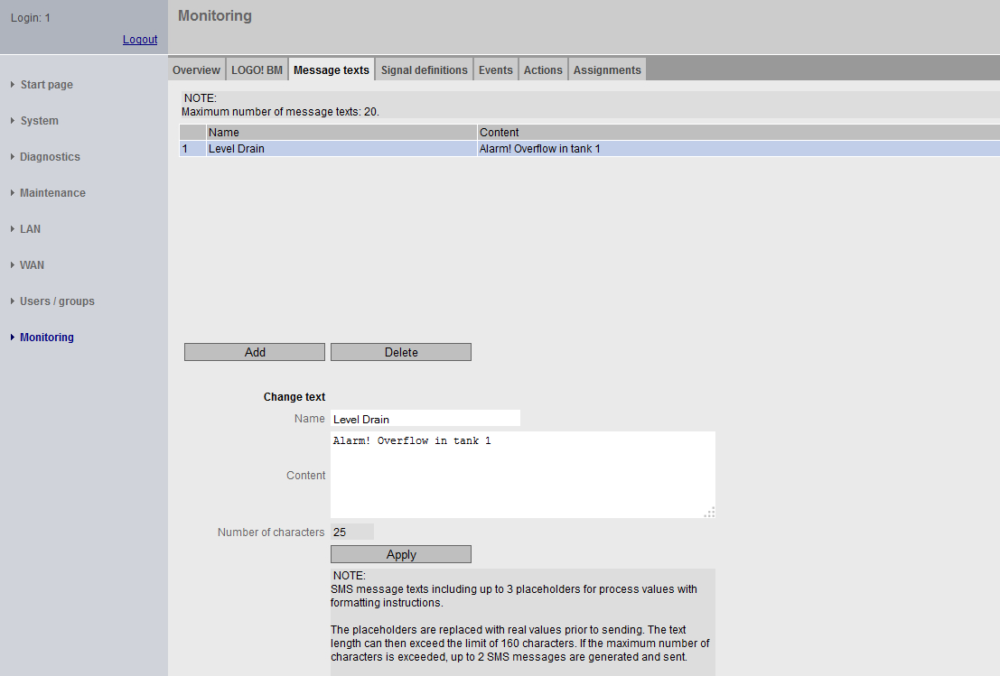 Login: 1
Logout
Monitoring
Start page
System
Diagnostics
Maintenance
LAN
WAN
Users / groups
Monitoring
Overview LOGO! BM Message texts Signal definitions Events Actions Assignments
NOTE:
Maximum number of message texts: 20.
Name Content
1 Level Drain Alarm! Overflow in tank 1
Add Delete
Change text
Name Level Drain
Content Alarm! Overflow in tank 1
Number of characters 25
Apply
NOTE:
SMS message texts including up to 3 placeholders for process values with
formatting instructions.
The placeholders are replaced with real values prior to sending. The text
length can then exceed the limit of 160 characters. If the maximum number of
characters is exceeded, up to 2 SMS messages are generated and sent.